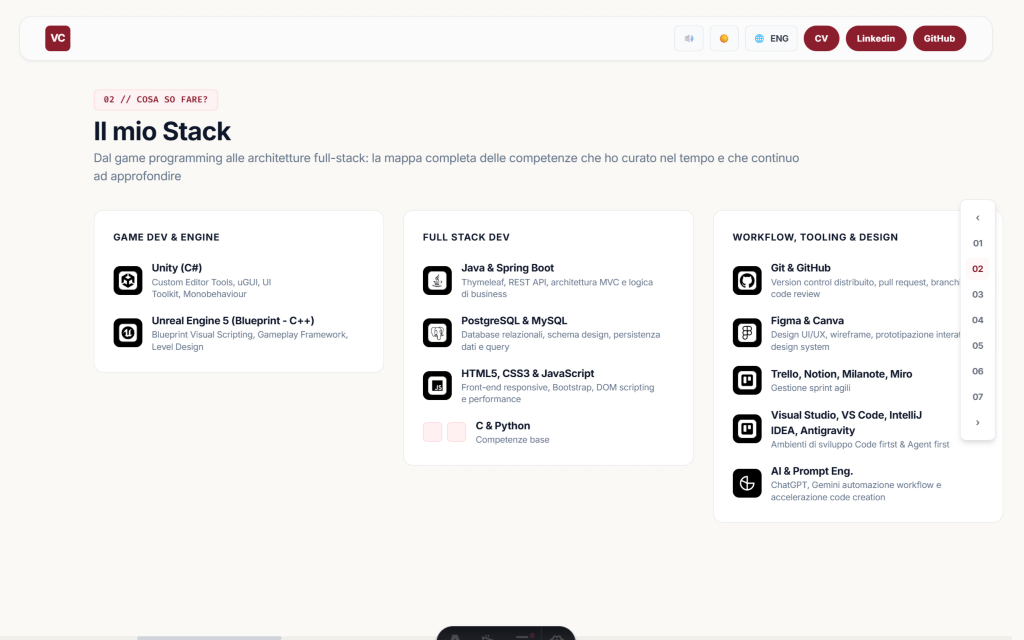 VC
ENG
CV
Linkedin
GitHub
02 // COSA SO FARE?
Il mio Stack
Dal game programming alle architetture full-stack: la mappa completa delle competenze che ho curato nel tempo e che continuo
ad approfondire
GAME DEV & ENGINE
Unity (C#)
Custom Editor Tools, uGUI, UI
Toolkit, Monobehaviour
Unreal Engine 5 (Blueprint - C++)
Blueprint Visual Scripting, Gameplay Framework,
Level Design
FULL STACK DEV
Java & Spring Boot
Thymeleaf, REST API, architettura MVC e logica
di business
PostgreSQL & MySQL
Database relazionali, schema design, persistenza
dati e query
HTML5, CSS3 & JavaScript
Front-end responsive, Bootstrap, DOM scripting
e performance
JS
C & Python
Competenze base
WORKFLOW, TOOLING & DESIGN
Git & GitHub
Version control distribuito, pull request,
code review
Figma & Canva
Design UI/UX, wireframe, prototipazione
design system
Trello, Notion, Milanote, Miro
Gestione sprint agili
Visual Studio, VS Code, IntelliJ
IDEA, Antigravity
Ambienti di sviluppo Code firtst & Agent first
AI & Prompt Eng.
ChatGPT, Gemini automazione workflow e
accelerazione code creation
‹
01
02
03
04
05
06
07
›